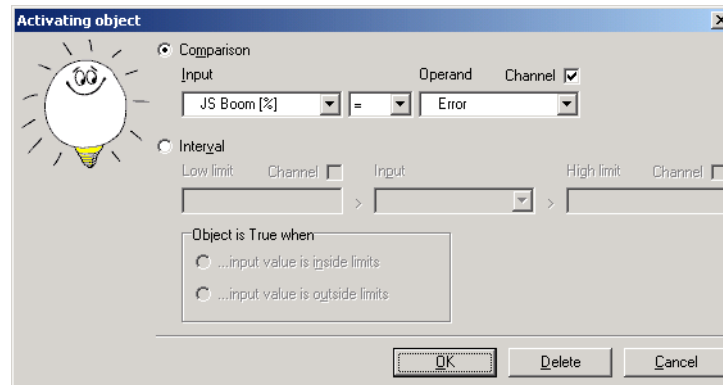 Activating object
Comparison
Input Operand Channel
JS Boom [%] = Error
Interval
Low limit Channel Input High limit Channel
> >
Object is True when
...input value is inside limits
...input value is outside limits
OK Delete Cancel